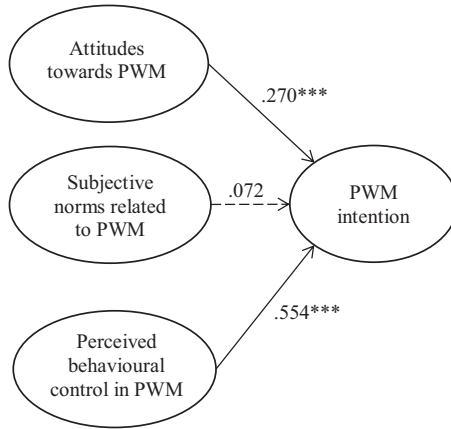 Attitudes
towards PWM
.270***
Subjective
norms related
to PWM
.072
PWM
intention
.554***
Perceived
behavioural
control in PWM